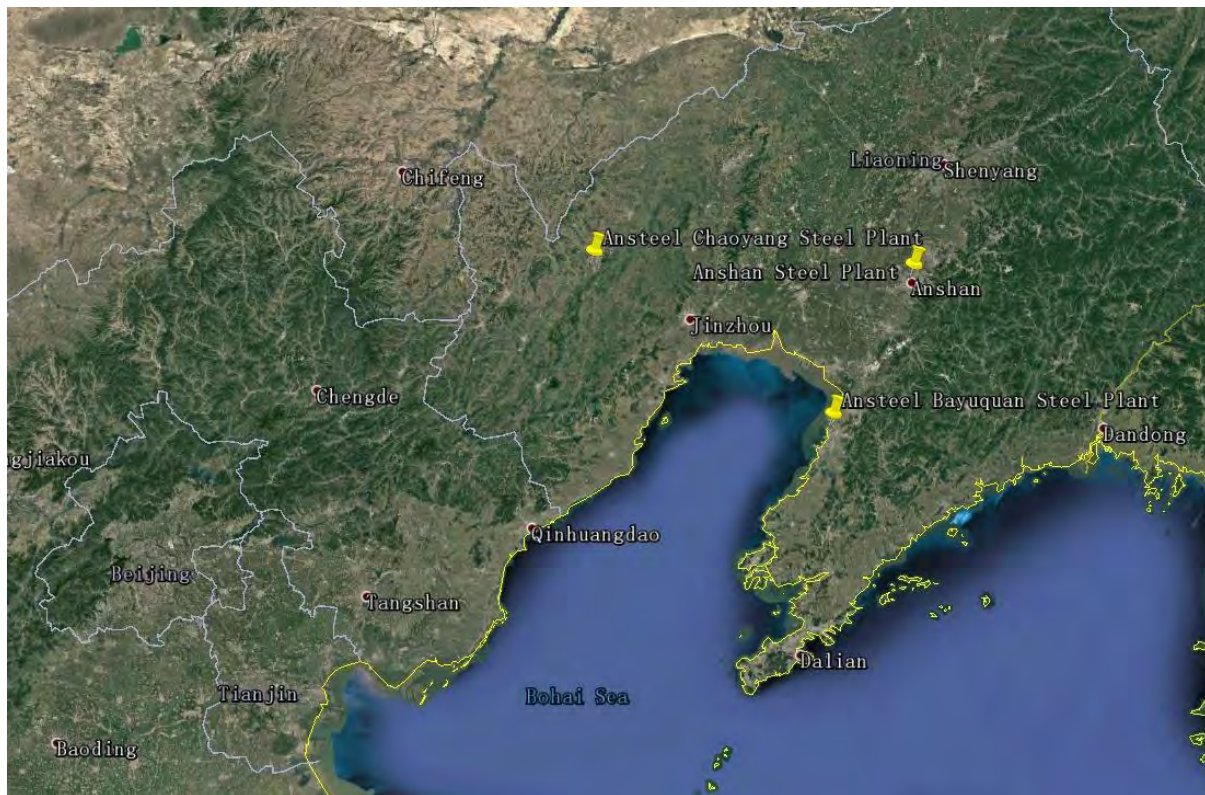 Liaoning
Shenyang
Chifeng
Ansteel Chaoyang Steel Plant
Anshan Steel Plant
Anshan
Jinzhou
Chengde
Ansteel Bayuquan Steel Plant
Dandong
ngjiakou
Qinhuangdao
Beijing
Tangshan
Dalian
Tianjin
Bohai Sea
Baoding